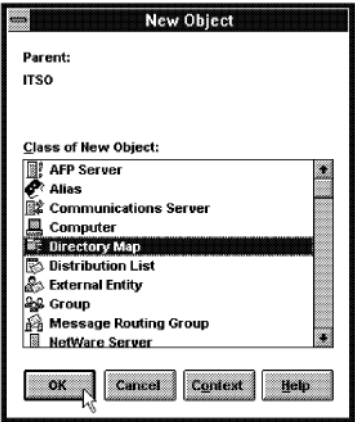 New Object
Parent:
ITSO
Class of New Object:
AFP Server
Alias
Communications Server
Computer
Directory Map
Distribution List
External Entity
Group
Message Routing Group
NetWare Server
OK Cancel Context Help